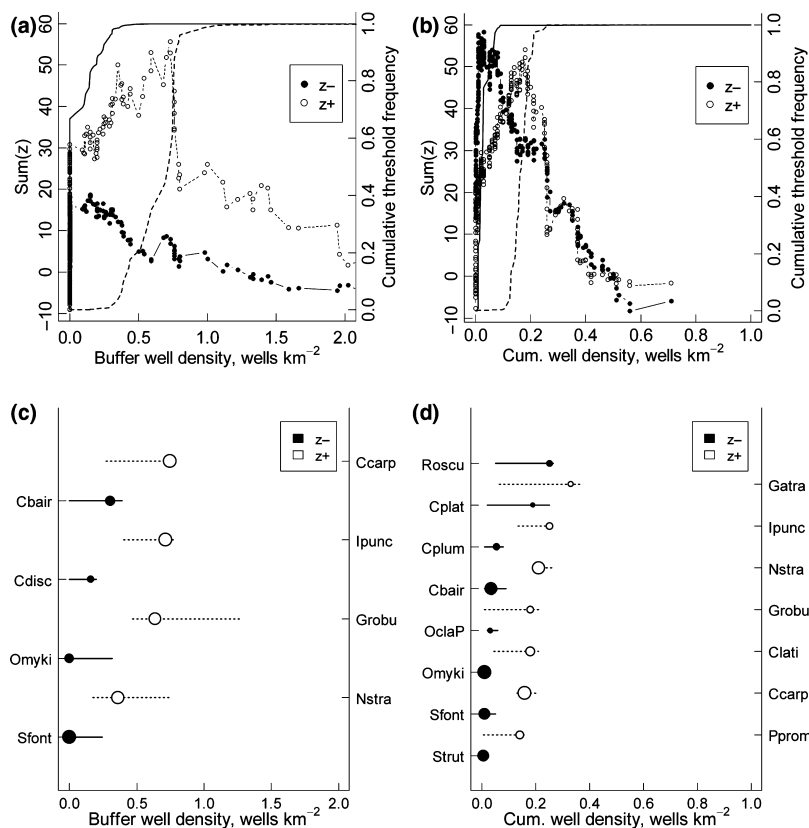 (a)
60
50
40
30
20
10
0
−10
Sum(z)
1.0
0.8
0.6
0.4
0.2
0.0
Cumulative threshold frequency
z−
z+
0.0 0.5 1.0 1.5 2.0
Buffer well density, wells km−2
(b)
60
50
40
30
20
10
0
−10
Sum(z)
1.0
0.8
0.6
0.4
0.2
0.0
Cumulative threshold frequency
z−
z+
0.0 0.2 0.4 0.6 0.8 1.0
Cum. well density, wells km−2
(c)
z−
z+
Ccarp
Cbair
Ipunc
Cdisc
Grobu
Omyki
Nstra
Sfont
0.0 0.5 1.0 1.5 2.0
Buffer well density, wells km−2
(d)
z−
z+
Roscu
Gatra
Cplat
Ipunc
Cplum
Nstra
Cbair
Grobu
OclaP
Clati
Omyki
Ccarp
Sfont
Pprom
Strut
0.0 0.2 0.4 0.6 0.8 1.0
Cum. well density, wells km−2